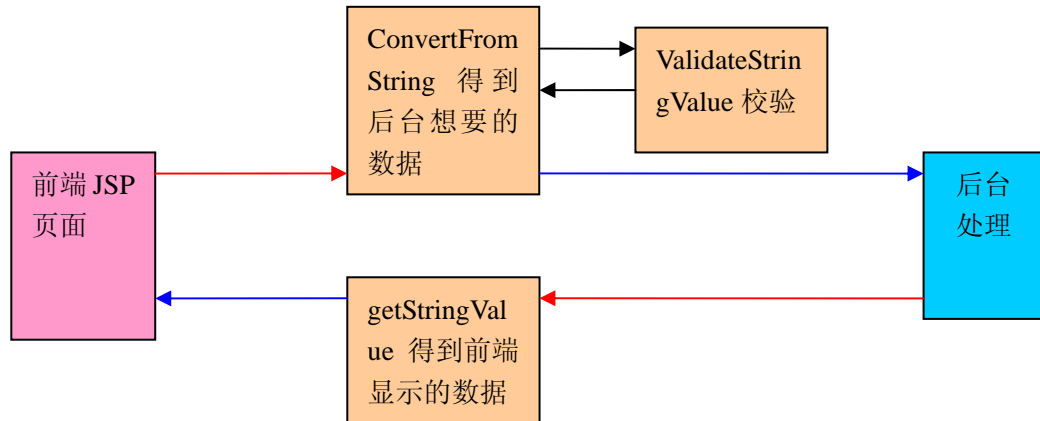 ConvertFrom
String 得到
后台想要的
数据
ValidateStrin
gValue 校验
前端 JSP
页面
后台
处理
getStringVal
ue 得到前端
显示的数据